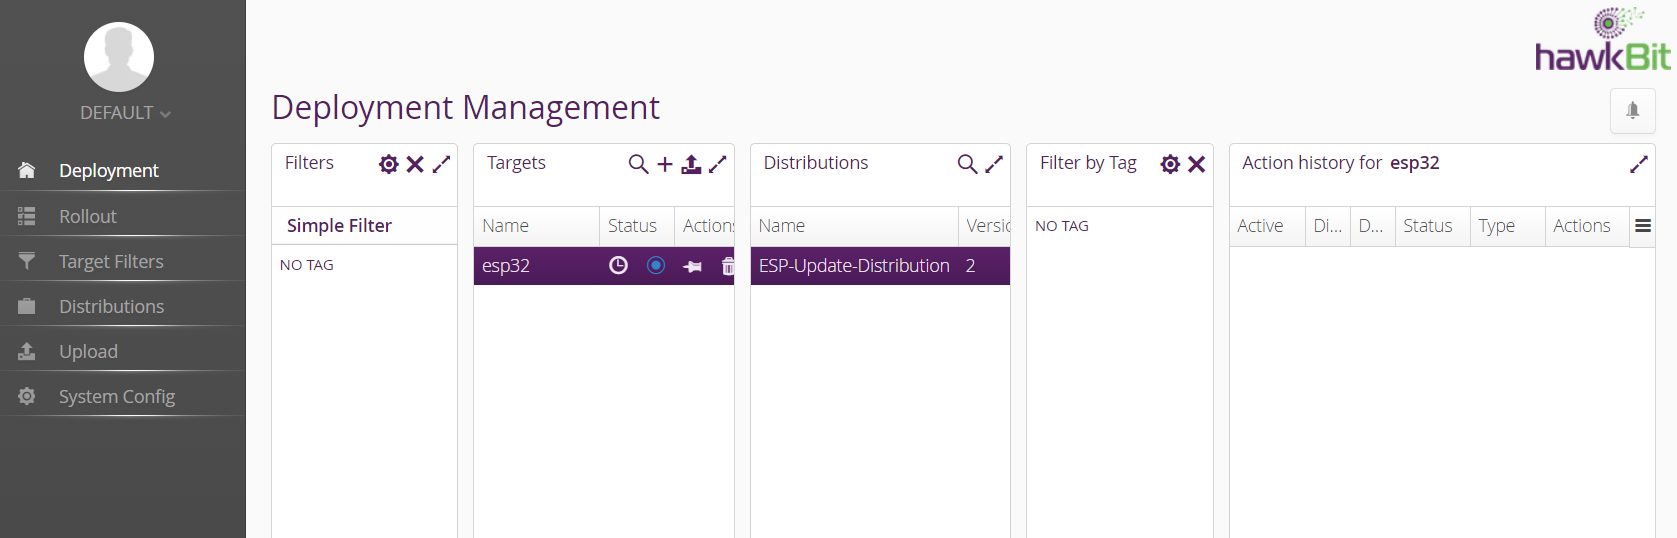 hawkBit
DEFAULT
Deployment
Rollout
Target Filters
Distributions
Upload
System Config
Deployment Management
Filters
Simple Filter
NO TAG
Targets
Name Status Actions
esp32
Distributions
Name Versio
ESP-Update-Distribution 2
Filter by Tag
NO TAG
Action history for esp32
Active Di... D... Status Type Actions